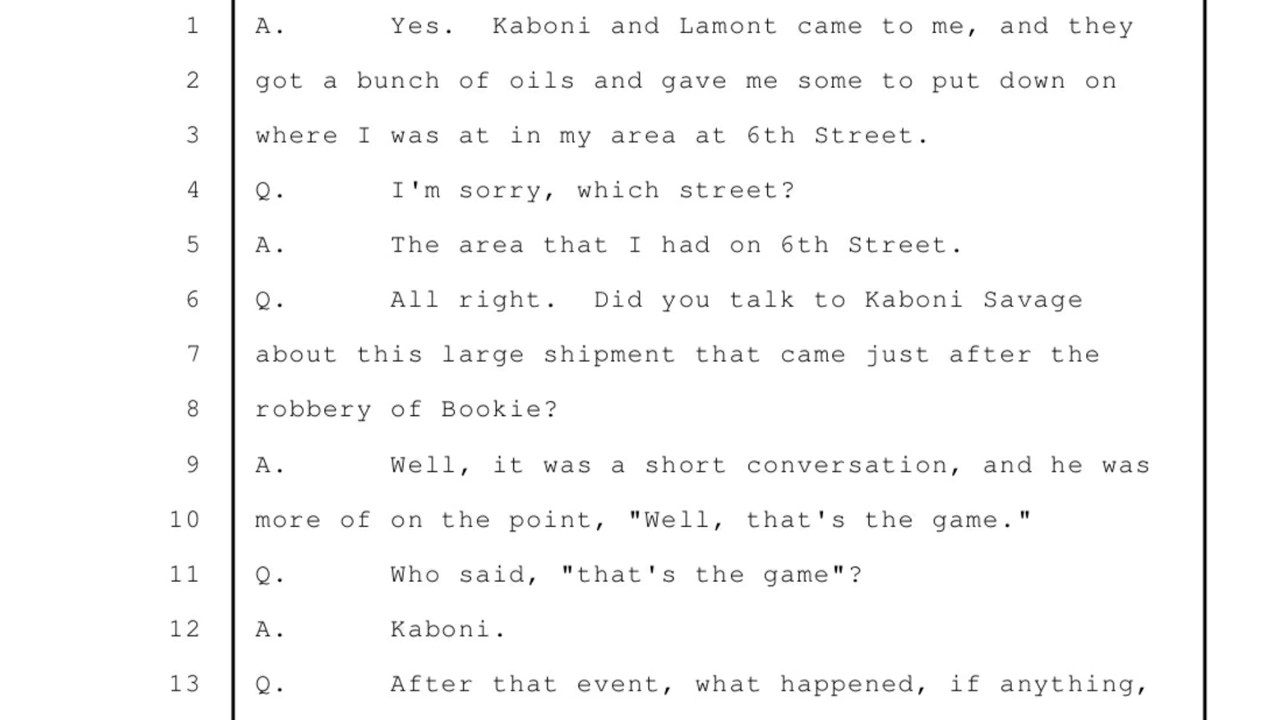 1 A. Yes. Kaboni and Lamont came to me, and they
2 got a bunch of oils and gave me some to put down on
3 where I was at in my area at 6th Street.
4 Q. I'm sorry, which street?
5 A. The area that I had on 6th Street.
6 Q. All right. Did you talk to Kaboni Savage
7 about this large shipment that came just after the
8 robbery of Bookie?
9 A. Well, it was a short conversation, and he was
10 more of on the point, "Well, that's the game."
11 Q. Who said, "that's the game"?
12 A. Kaboni.
13 Q. After that event, what happened, if anything,